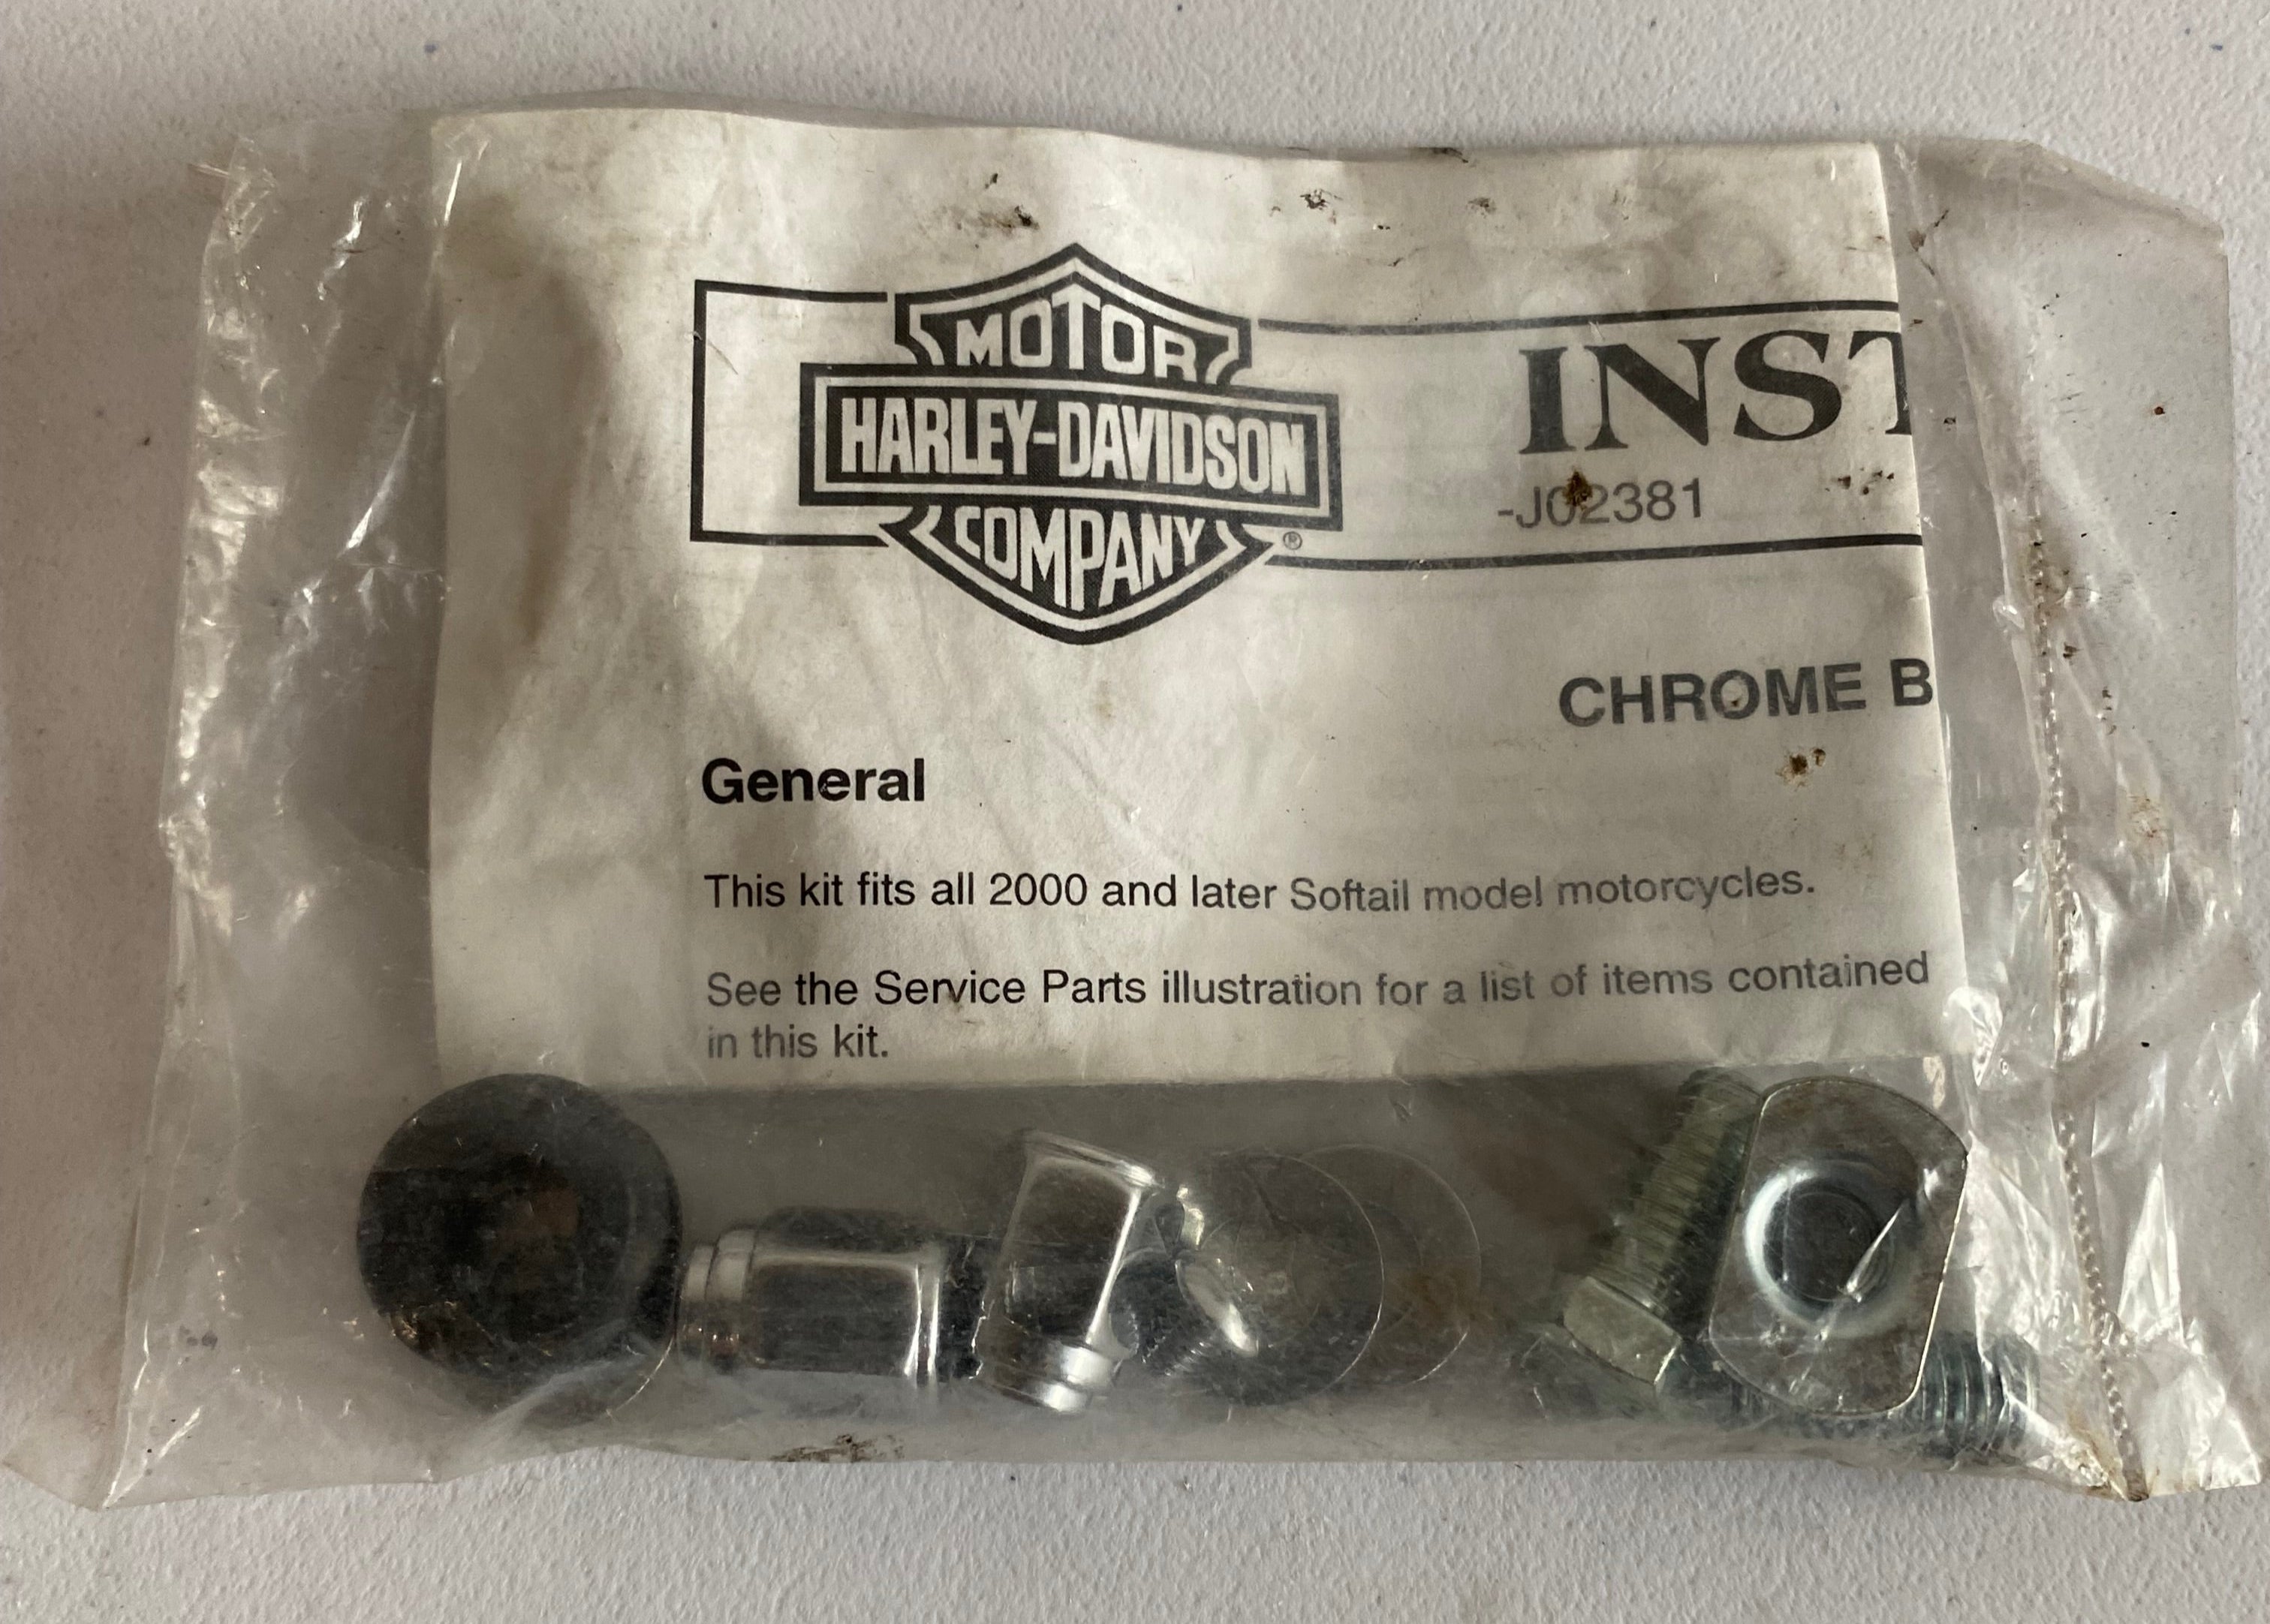 MOTOR
HARLEY-DAVIDSON
COMPANY
®
INST
-J02381
CHROME B
General
This kit fits all 2000 and later Softail model motorcycles.
See the Service Parts illustration for a list of items contained
in this kit.